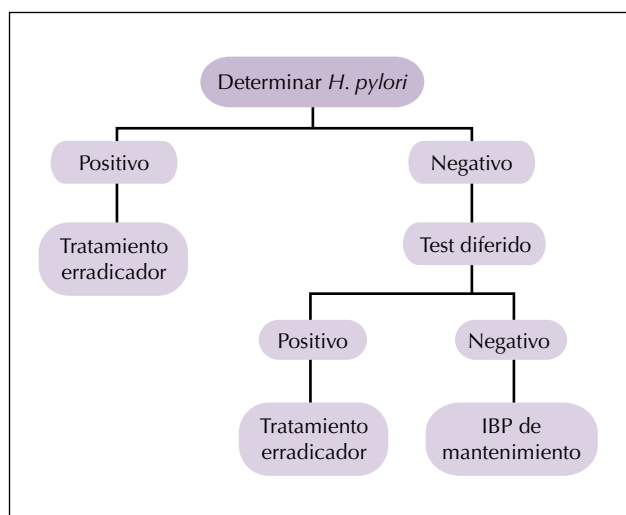 Determinar H. pylori
Positivo
Negativo
Tratamiento
erradicador
Test diferido
Positivo
Negativo
Tratamiento
erradicador
IBP de
mantenimiento